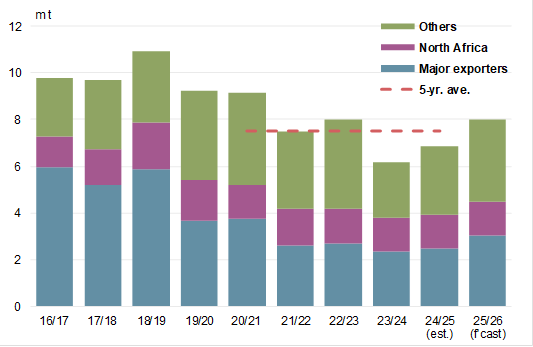 m t
12
Others
North Africa
10
Major exporters
5-yr. ave.
8
6
4
2
0
16/17 17/18 18/19 19/20 20/21 21/22 22/23 23/24 24/25 25/26
(est.) (f'cast)